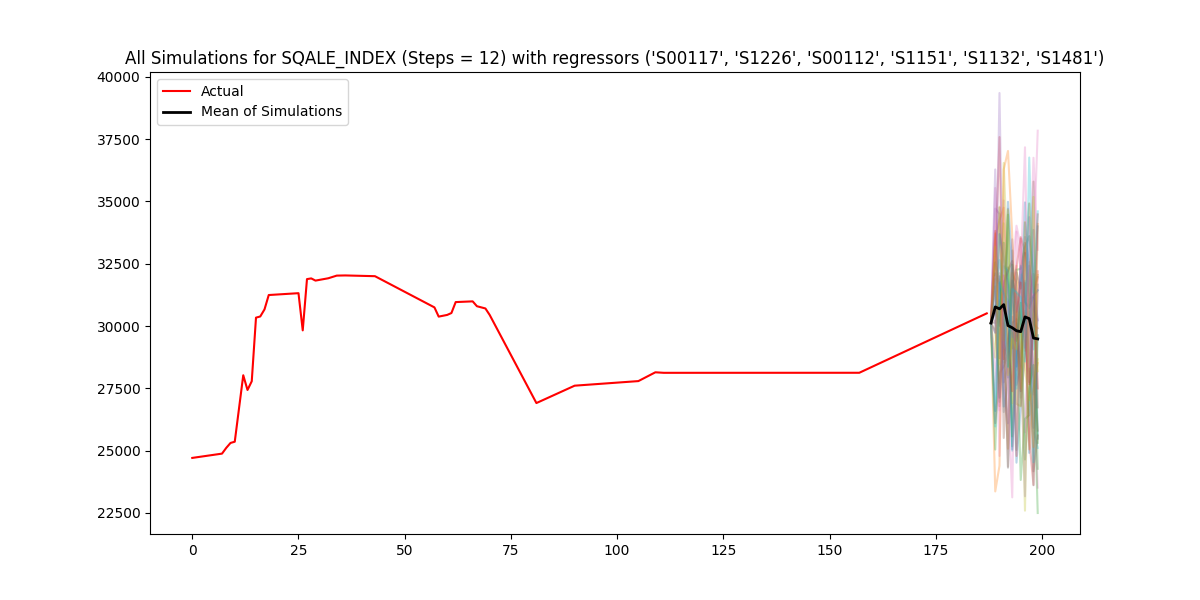 All Simulations for SQALE_INDEX (Steps = 12) with regressors ('S00117', 'S1226', 'S00112', 'S1151', 'S1132', 'S1481')
Actual
Mean of Simulations
40000
37500
35000
32500
30000
27500
25000
22500
0 25 50 75 100 125 150 175 200